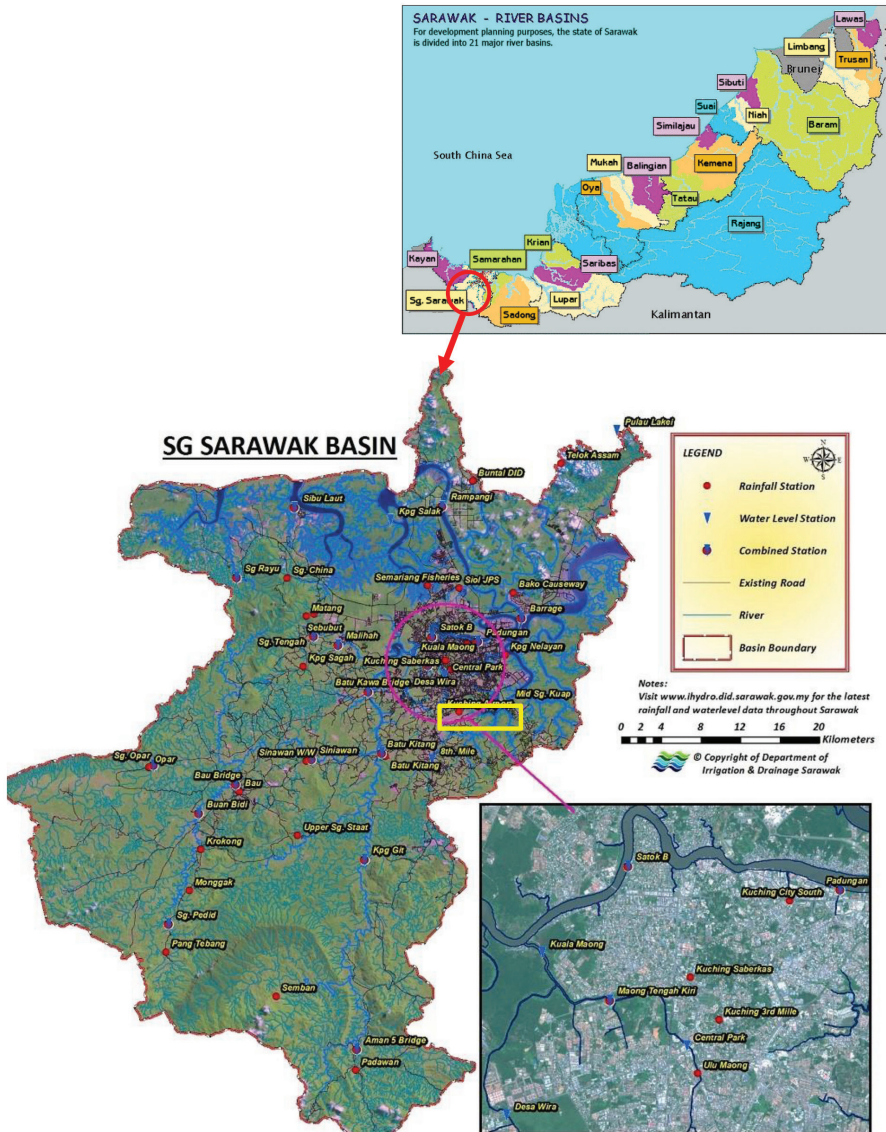 SARAWAK - RIVER BASINS
For development planning purposes, the state of Sarawak
is divided into 21 major river basins.
Lawas
Limbang
Trusan
Brunei
Sibuti
Suai
Niah
Baram
Similajau
South China Sea
Kemena
Mukah
Balingian
Oya
Tatau
Rajang
Krian
Kayan
Samarahan
Saribas
Sg. Sarawak
Lupar
Sadong
Kalimantan
SG SARAWAK BASIN
Pulau Lakei
Telok Assam
Buntal DID
Rampangi
Sibu Laut
Kpg Salak
Sg Rayu
Sg. China
Semariang Fisheries
Siol JPS
Bako Causeway
Matang
Barrage
Sebubut
Satok B
Padungan
Sg. Tengah
Malihah
Kuala Maong
Kpg Nelayan
Kpg Sagah
Kuching Saberkas
Central Park
Batu Kawa Bridge
Desa Wira
Mid Sg. Kuap
Kuching Airport
Sinawan W/W
Siniawan
Batu Kitang
8th. Mile
Batu Kitang
Sg. Opar
Opar
Bau Bridge
Bau
Buan Bidi
Upper Sg. Staat
Krokong
Kpg Git
Monggak
Sg. Pedid
Pang Tebang
Semban
Aman 5 Bridge
Padawan
LEGEND
N
W
E
S
Rainfall Station
Water Level Station
Combined Station
Existing Road
River
Basin Boundary
Notes:
Visit www.ihydro.did.sarawak.gov.my for the latest
rainfall and waterlevel data throughout Sarawak
0 2 4 8 12 16 20
Kilometers
© Copyright of Department of
Irrigation & Drainage Sarawak
Satok B
Padungan
Kuching City South
Kuala Maong
Kuching Saberkas
Maong Tengah Kiri
Kuching 3rd Mille
Central Park
Ulu Maong
Desa Wira